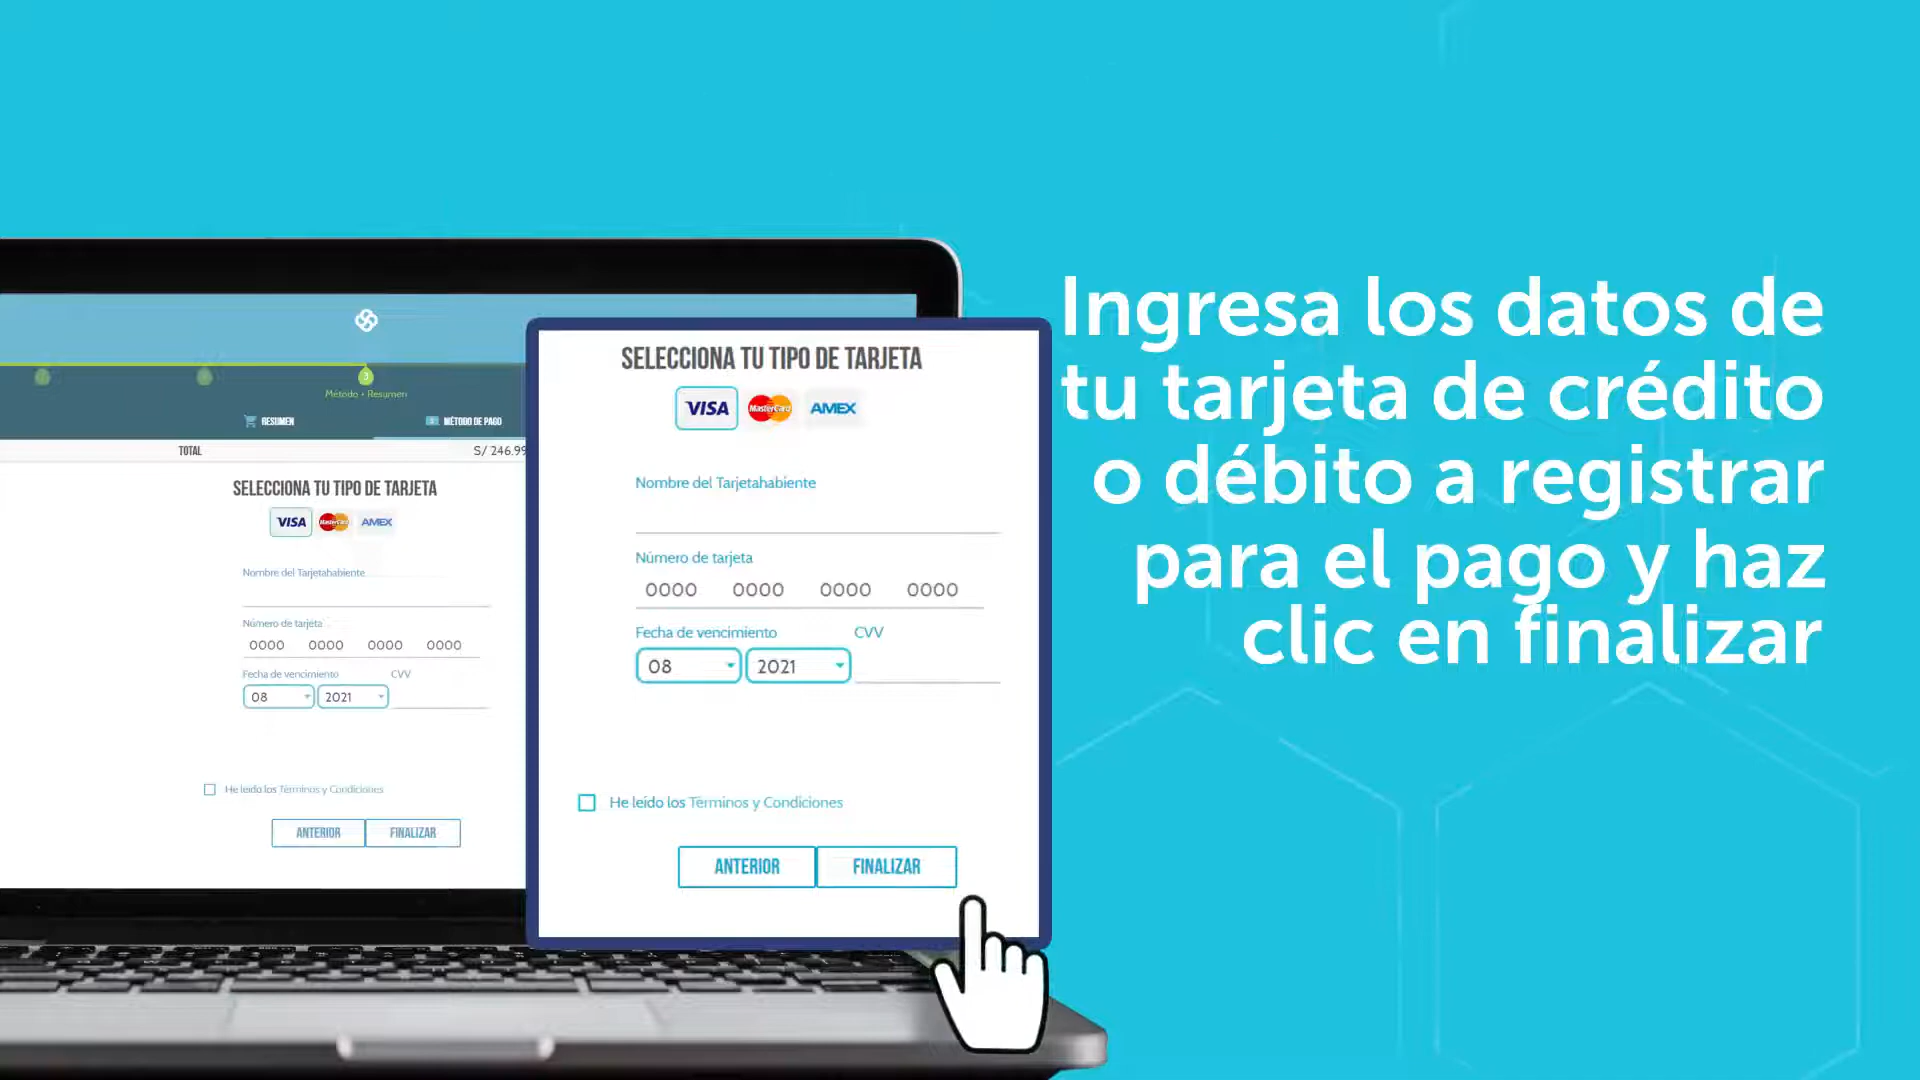 3
Método + Resumen
RESUMEN
MÉTODO DE PAGO
TOTAL
S/ 246.99
SELECCIONA TU TIPO DE TARJETA
VISA
MasterCard
AMEX
Nombre del Tarjetahabiente
Número de tarjeta
0000 0000 0000 0000
Fecha de vencimiento
CVV
08
2021
He leído los Términos y Condiciones
ANTERIOR
FINALIZAR
SELECCIONA TU TIPO DE TARJETA
VISA
MasterCard
AMEX
Nombre del Tarjetahabiente
Número de tarjeta
0000 0000 0000 0000
Fecha de vencimiento
CVV
08
2021
He leído los Términos y Condiciones
ANTERIOR
FINALIZAR
Ingresa los datos de
tu tarjeta de crédito
o débito a registrar
para el pago y haz
clic en finalizar